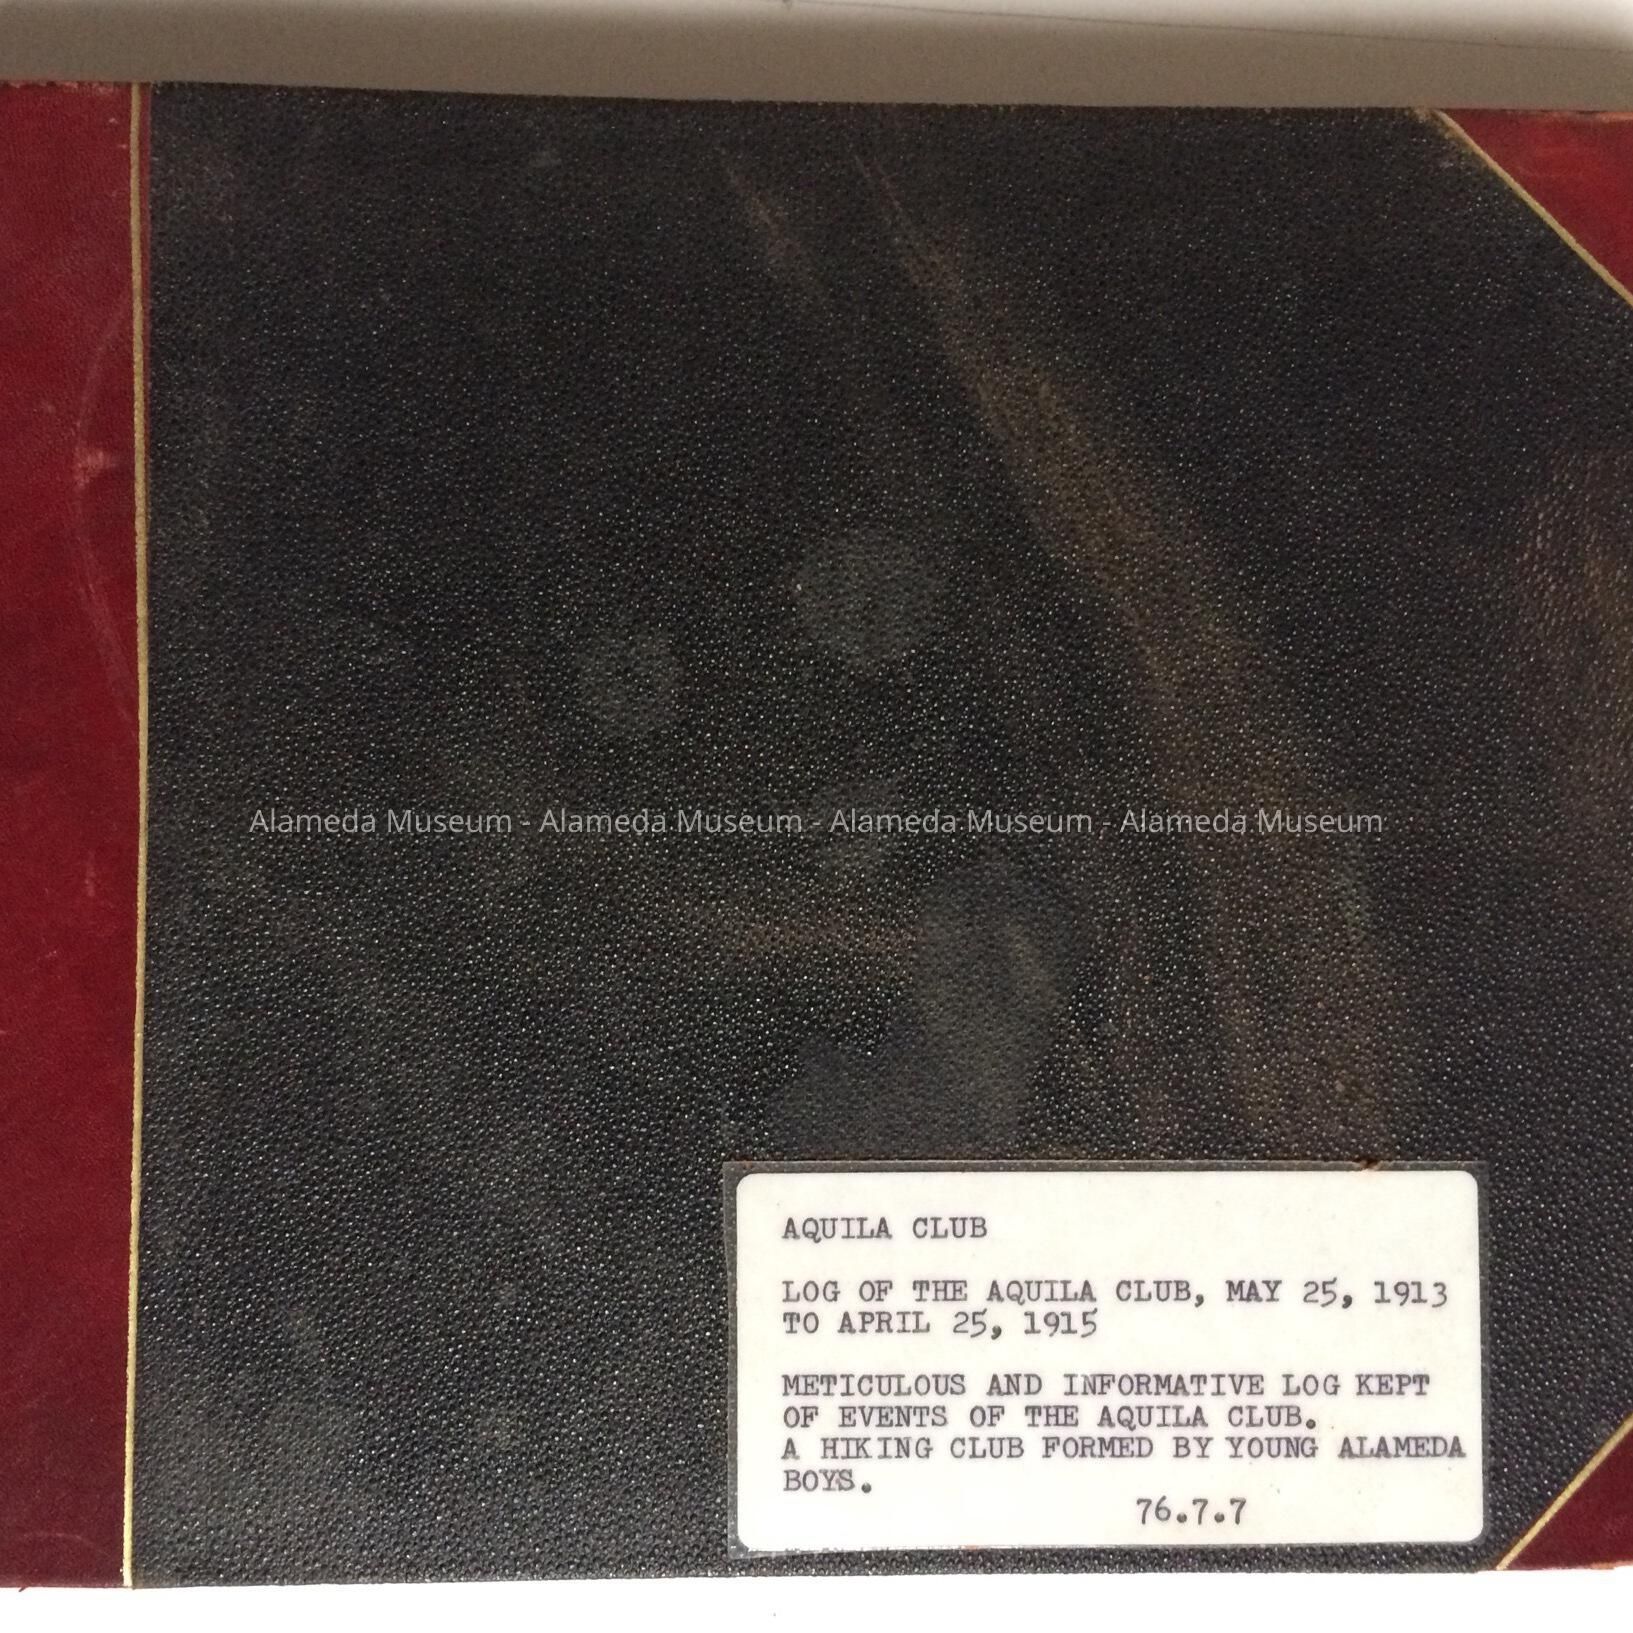 Alameda Museum - Alameda Museum - Alameda Museum - Alameda Museum
AQUILA CLUB
LOG OF THE AQUILA CLUB, MAY 25, 1913
TO APRIL 25, 1915
METICULOUS AND INFORMATIVE LOG KEPT
OF EVENTS OF THE AQUILA CLUB.
A HIKING CLUB FORMED BY YOUNG ALAMEDA
BOYS.
76.7.7